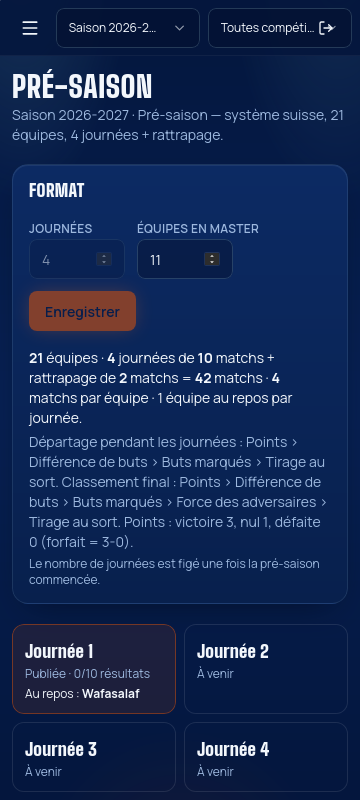 Saison 2026-2...
Toutes compéti...
PRÉ-SAISON
Saison 2026-2027 · Pré-saison — système suisse, 21
équipes, 4 journées + rattrapage.
FORMAT
JOURNÉES
ÉQUIPES EN MASTER
4
11
Enregistrer
21 équipes · 4 journées de 10 matchs +
rattrapage de 2 matchs = 42 matchs · 4
matchs par équipe · 1 équipe au repos par
journée.
Départage pendant les journées : Points >
Différence de buts > Buts marqués > Tirage au
sort. Classement final : Points > Différence de
buts > Buts marqués > Force des adversaires >
Tirage au sort. Points : victoire 3, nul 1, défaite
0 (forfait = 3-0).
Le nombre de journées est figé une fois la pré-saison
commencée.
Journée 1
Publiée · 0/10 résultats
Au repos : Wafasalaf
Journée 2
À venir
Journée 3
À venir
Journée 4
À venir